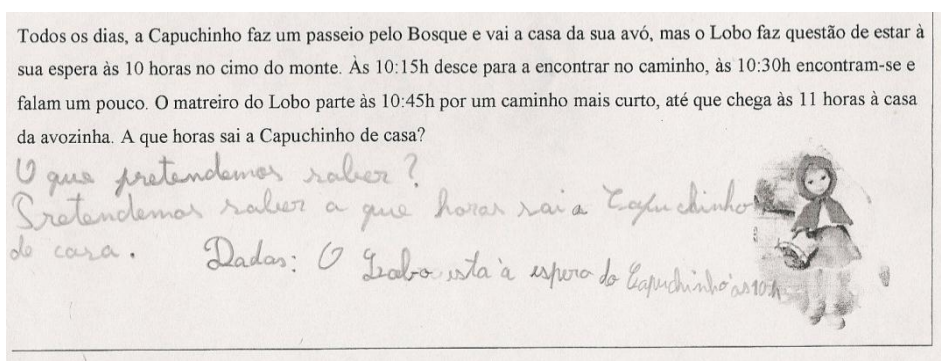 Todos os dias, a Capuchinho faz um passeio pelo Bosque e vai a casa da sua avó, mas o Lobo faz questão de estar à
sua espera às 10 horas no cimo do monte. Às 10:15h desce para a encontrar no caminho, às 10:30h encontram-se e
falam um pouco. O matreiro do Lobo parte às 10:45h por um caminho mais curto, até que chega às 11 horas à casa
da avozinha. A que horas sai a Capuchinho de casa?
O que pretendemos saber?
Pretendemos saber a que horas sai a Capuchinho
de casa. Dados: O Lobo esta à espera do Capuchinho às 10h